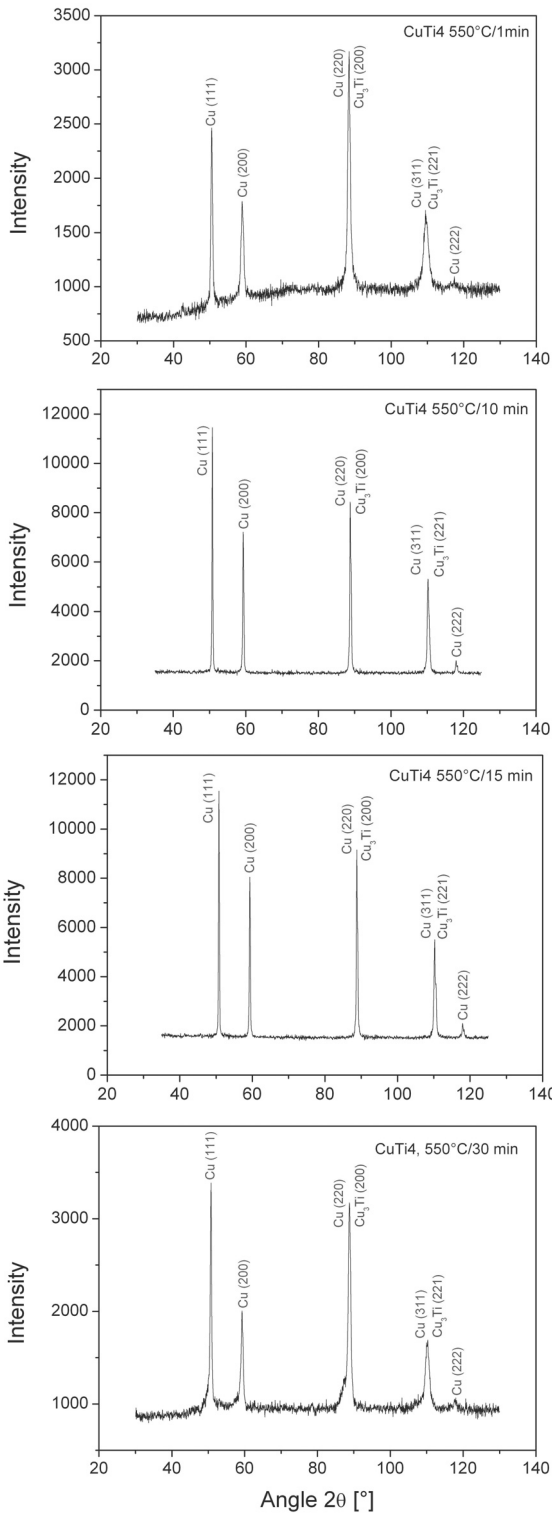 CuTi4 550°C/1min
Intensity
3500
3000
2500
2000
1500
1000
500
20 40 60 80 100 120 140
Cu (111)
Cu (200)
Cu (220)
Cu₃Ti (200)
Cu (311)
Cu₃Ti (221)
Cu (222)
CuTi4 550°C/10 min
Intensity
12000
10000
8000
6000
4000
2000
0
20 40 60 80 100 120 140
Cu (111)
Cu (200)
Cu (220)
Cu₃Ti (200)
Cu (311)
Cu₃Ti (221)
Cu (222)
CuTi4 550°C/15 min
Intensity
12000
10000
8000
6000
4000
2000
0
20 40 60 80 100 120 140
Cu (111)
Cu (200)
Cu (220)
Cu₃Ti (200)
Cu (311)
Cu₃Ti (221)
Cu (222)
CuTi4, 550°C/30 min
Intensity
4000
3000
2000
1000
20 40 60 80 100 120 140
Cu (111)
Cu (200)
Cu (220)
Cu₃Ti (200)
Cu (311)
Cu₃Ti (221)
Cu (222)
Angle 2θ [°]